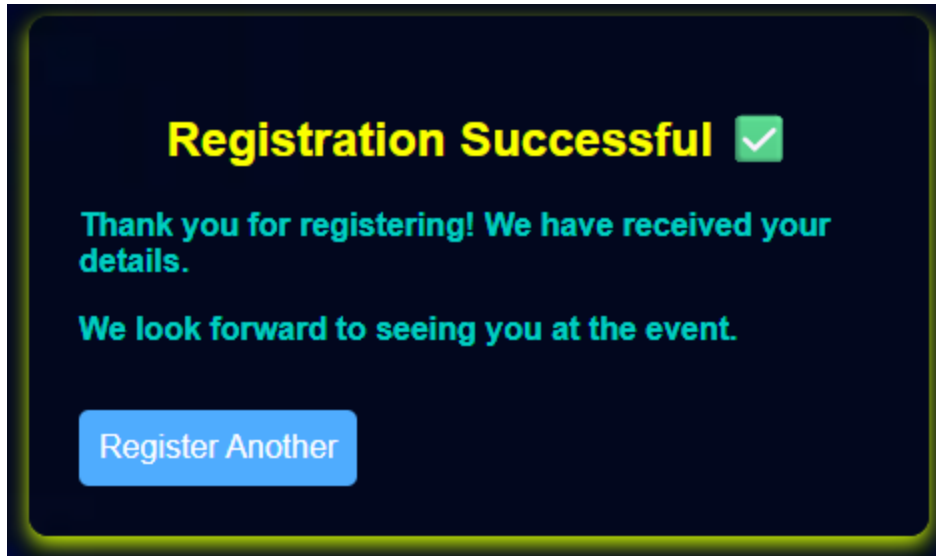 Registration Successful ✅
Thank you for registering! We have received your
details.
We look forward to seeing you at the event.
Register Another